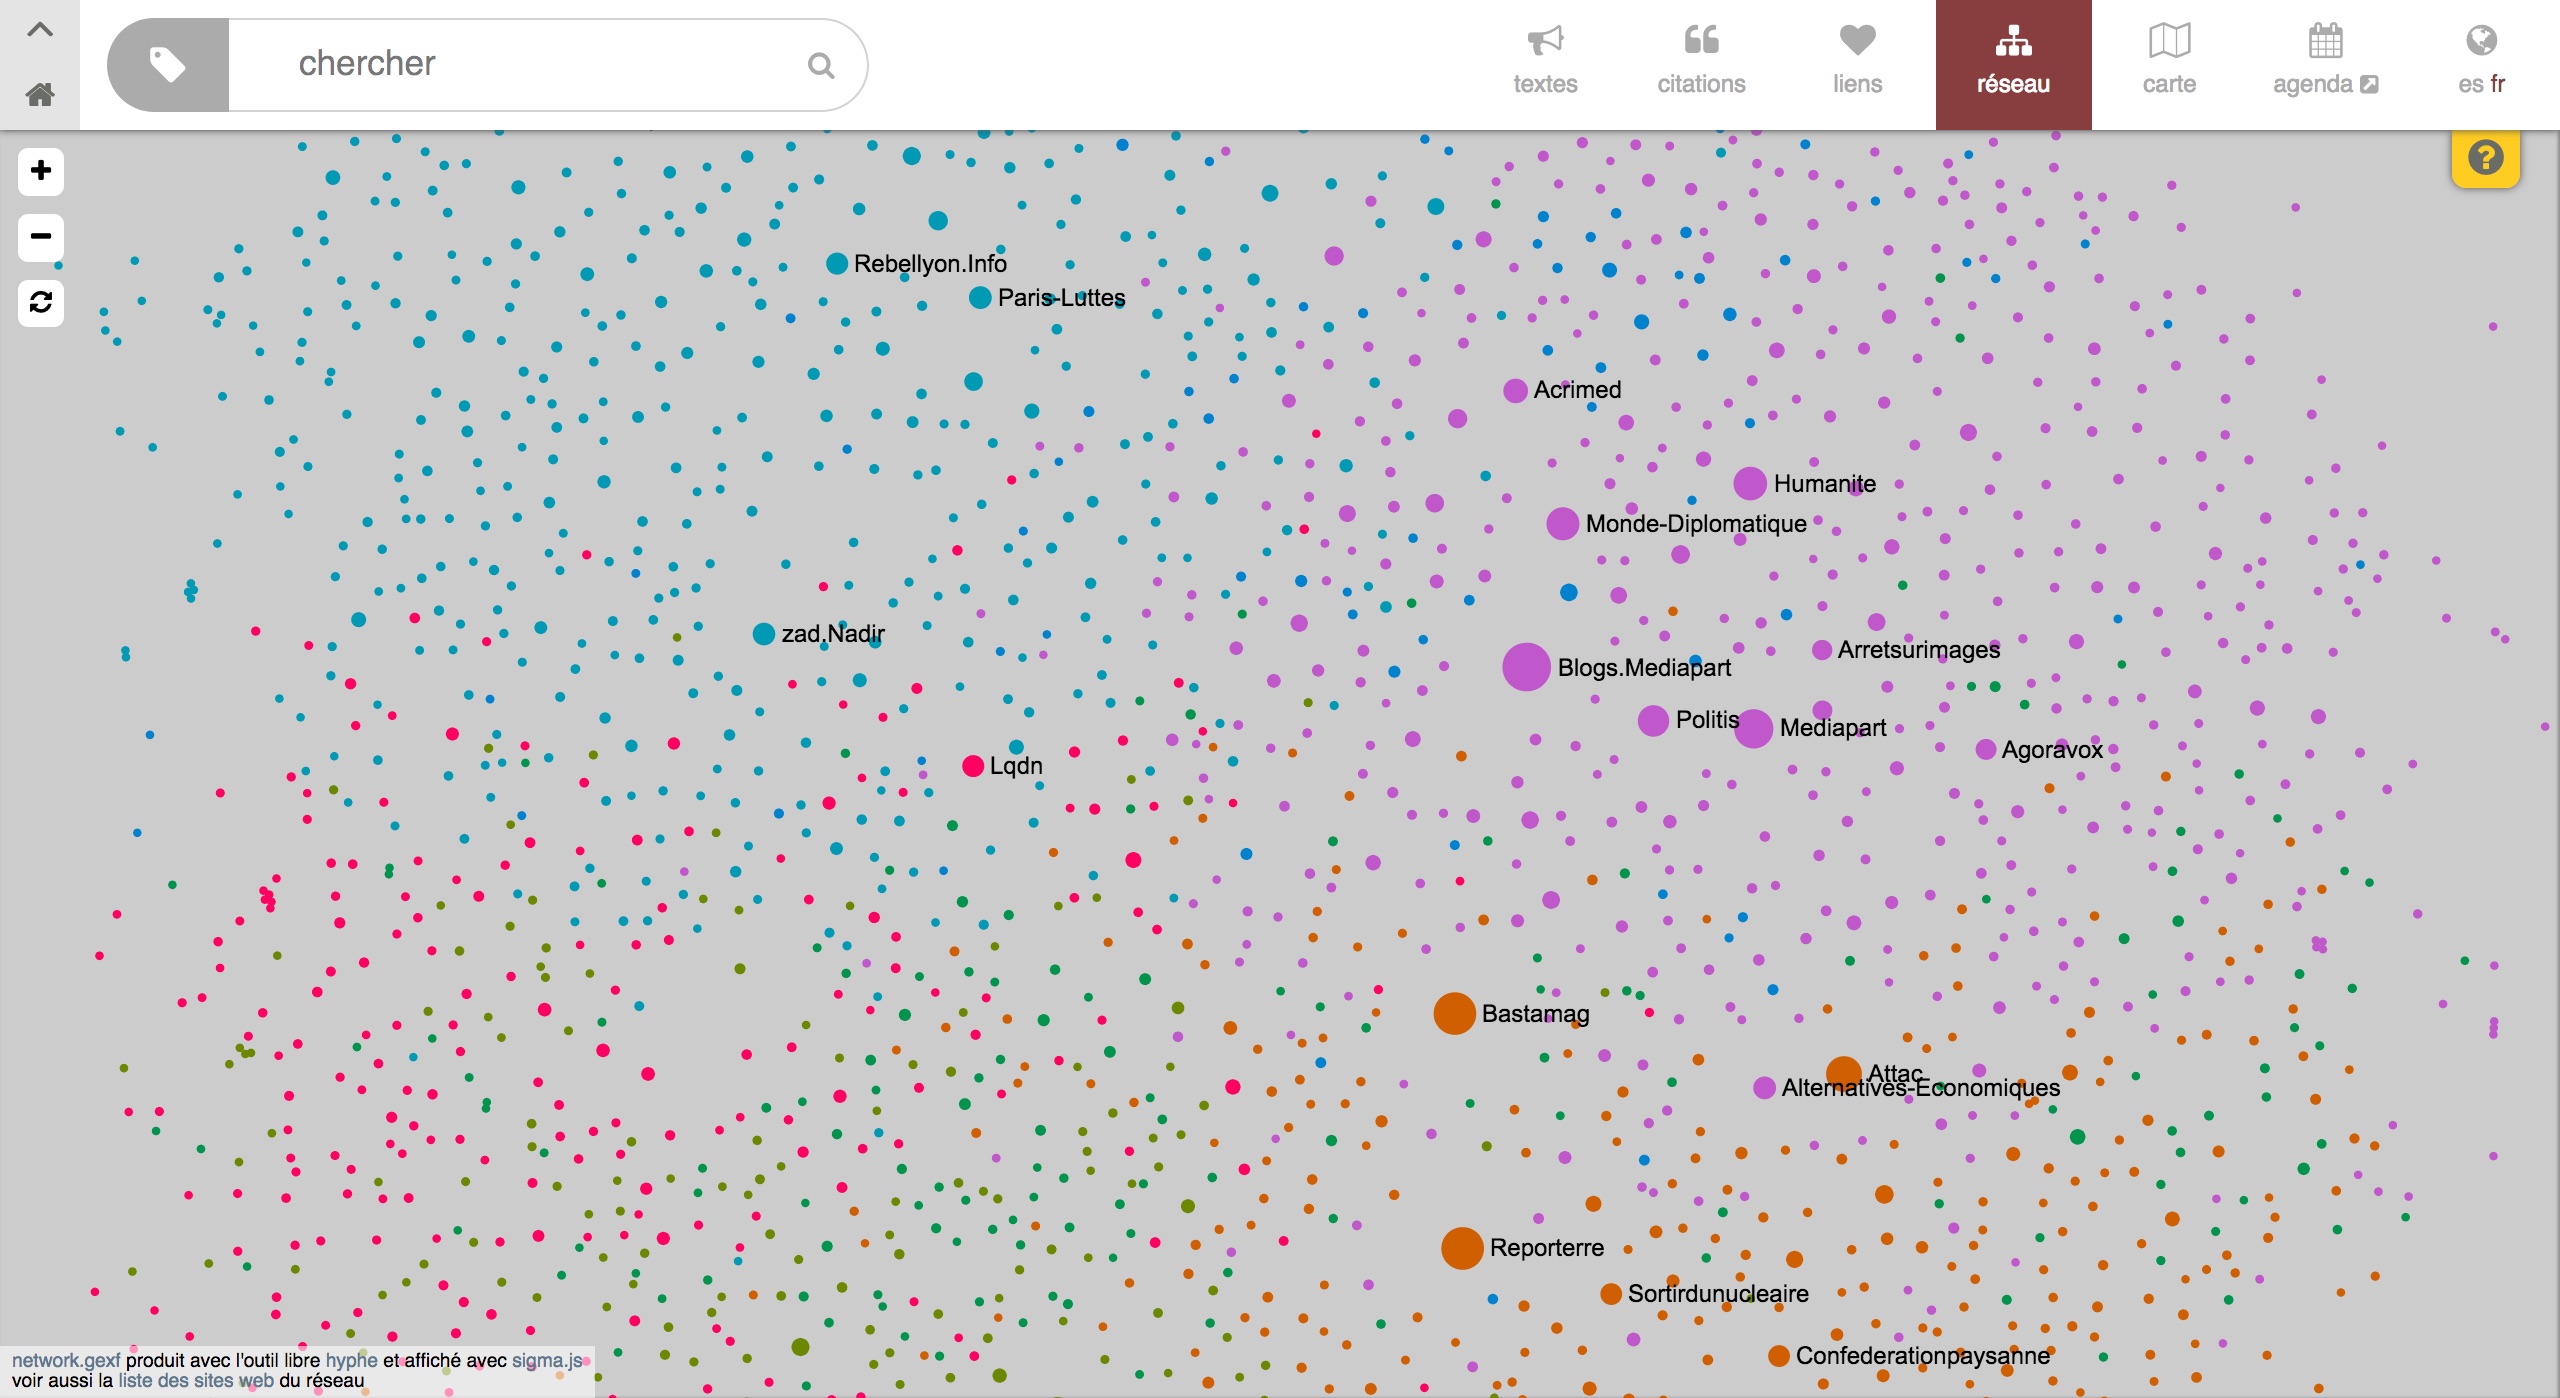 chercher
textes
citations
liens
réseau
carte
agenda
es fr
Rebellyon.Info
Paris-Luttes
Acrimed
Humanite
Monde-Diplomatique
zad.Nadir
Arretsurimages
Blogs.Mediapart
Politis
Mediapart
Agoravox
Lqdn
Bastamag
Attac
Alternatives-Economiques
Reporterre
Sortirdunucleaire
Confederationpaysanne
network.gexf produit avec l'outil libre hyphe et affiché avec sigma.js
voir aussi la liste des sites web du réseau